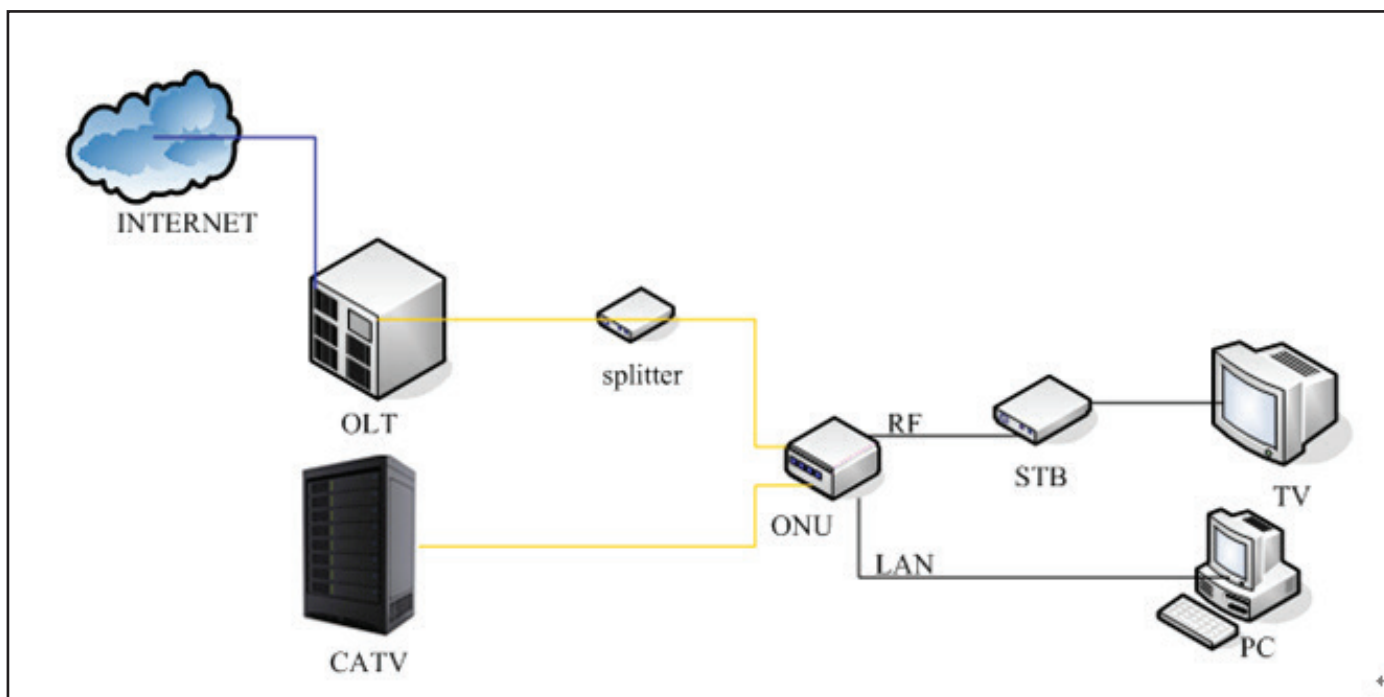 INTERNET
OLT
splitter
CATV
ONU
RF
LAN
STB
TV
PC